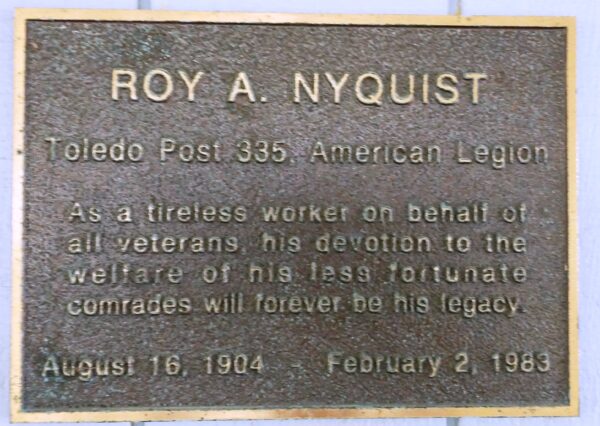 ROY A. NYQUIST
Toledo Post 335, American Legion
As a tireless worker on behalf of
all veterans, his devotion to the
welfare of his less fortunate
comrades will forever be his legacy.
August 16, 1904 - February 2, 1983